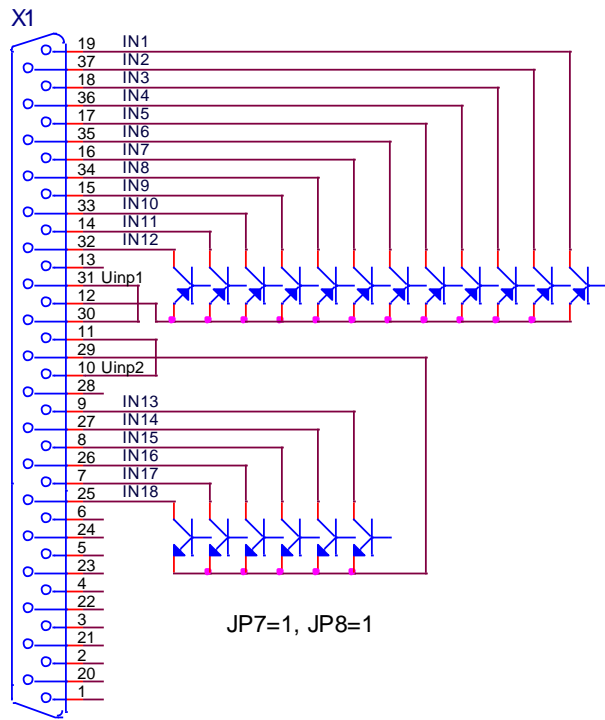 X1
19 IN1
37 IN2
18 IN3
36 IN4
17 IN5
35 IN6
16 IN7
34 IN8
15 IN9
33 IN10
14 IN11
32 IN12
13
31 Uinp1
12
30
11
29
10 Uinp2
28
9 IN13
27 IN14
8 IN15
26 IN16
7 IN17
25 IN18
6
24
5
23
4
22
3
21
2
20
1
JP7=1, JP8=1